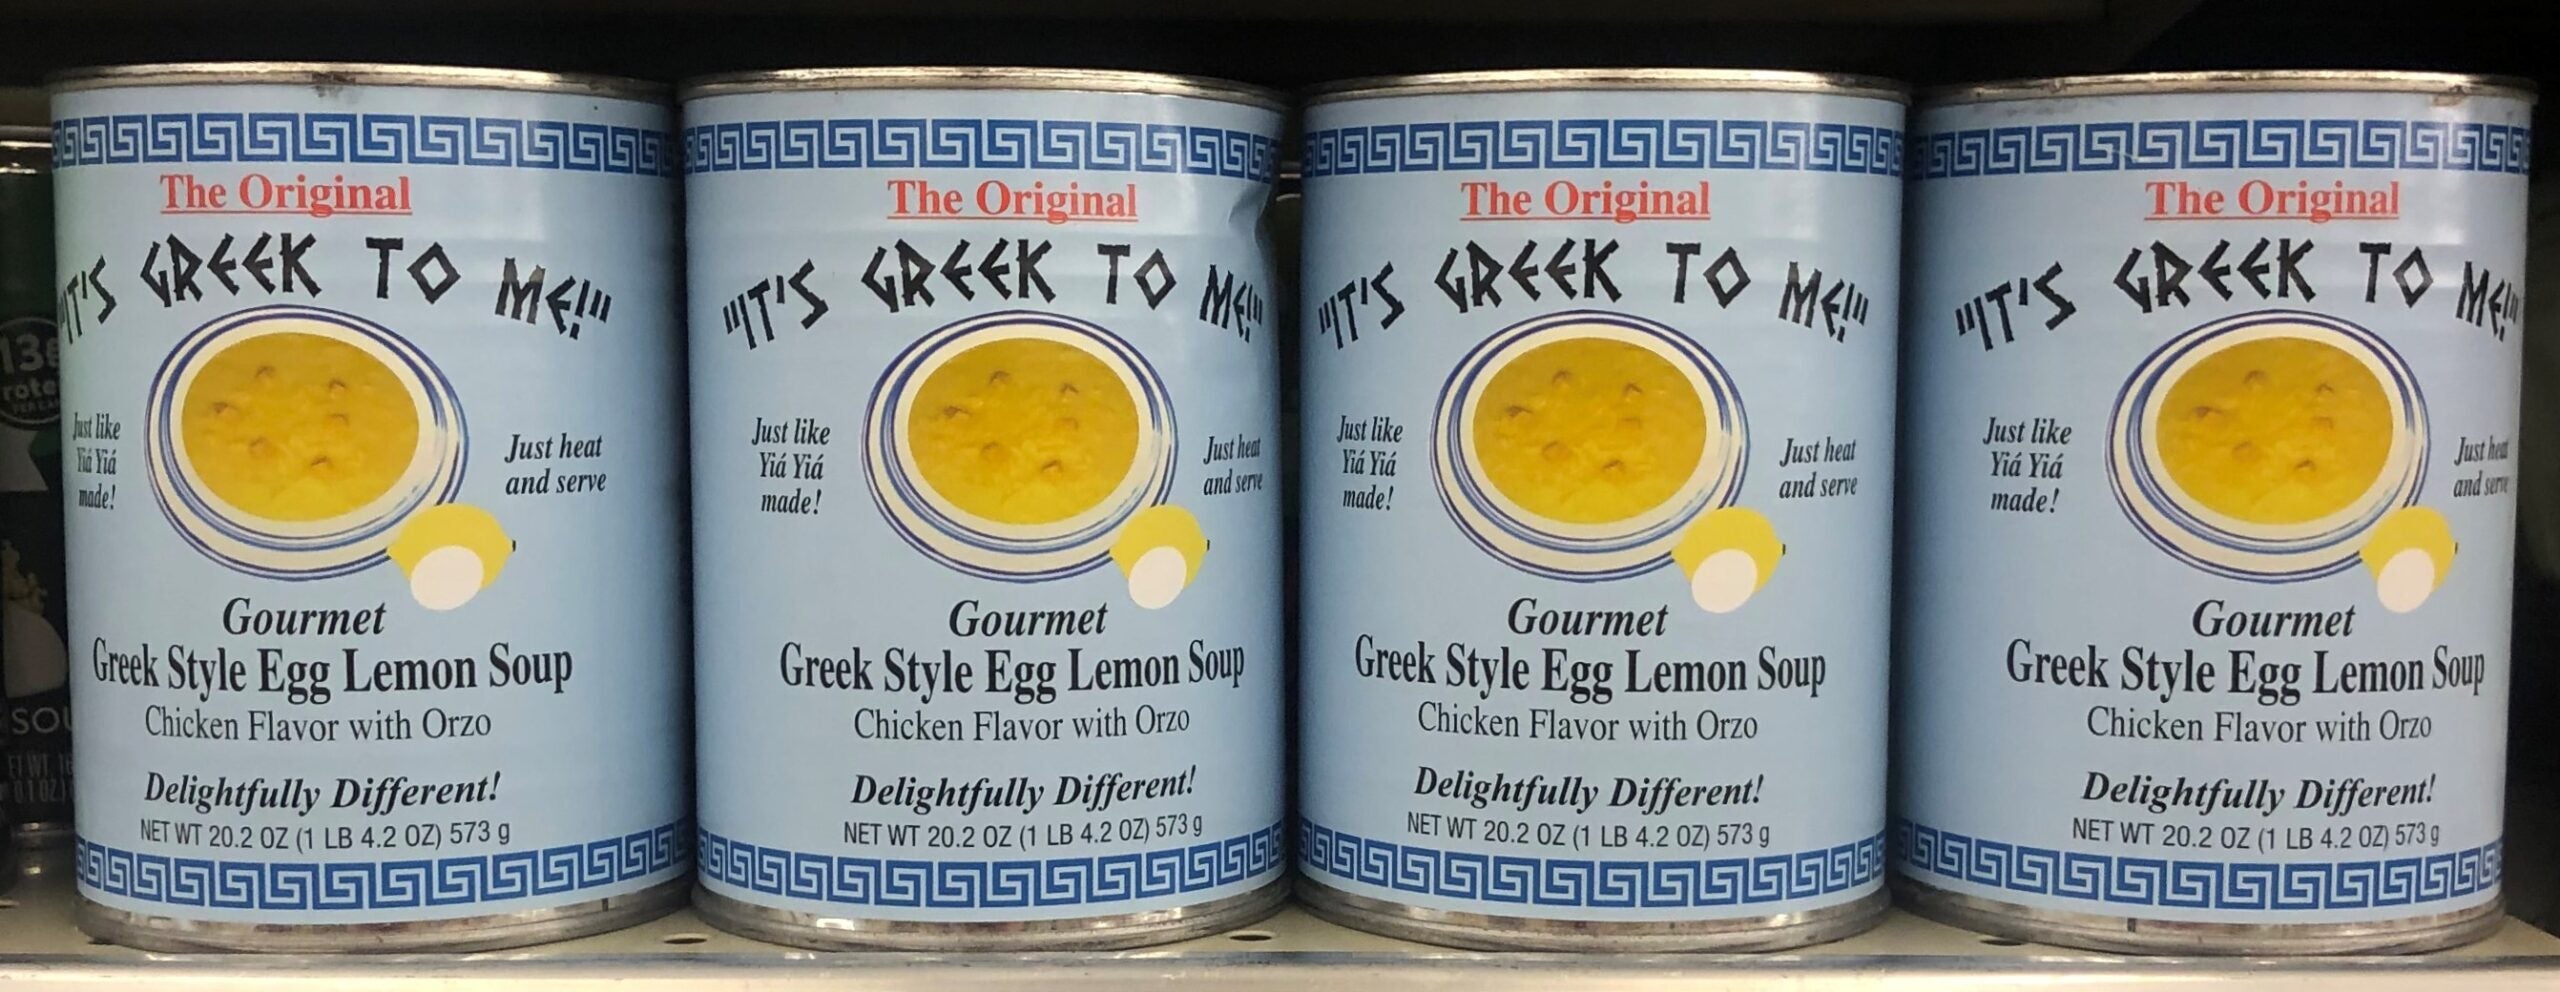 The Original
"IT'S GREEK TO ME!"
Just like
Yiá Yiá
made!
Just heat
and serve
Gourmet
Greek Style Egg Lemon Soup
Chicken Flavor with Orzo
Delightfully Different!
NET WT 20.2 OZ (1 LB 4.2 OZ) 573 g
The Original
"IT'S GREEK TO ME!"
Just like
Yiá Yiá
made!
Just heat
and serve
Gourmet
Greek Style Egg Lemon Soup
Chicken Flavor with Orzo
Delightfully Different!
NET WT 20.2 OZ (1 LB 4.2 OZ) 573 g
The Original
"IT'S GREEK TO ME!"
Just like
Yiá Yiá
made!
Just heat
and serve
Gourmet
Greek Style Egg Lemon Soup
Chicken Flavor with Orzo
Delightfully Different!
NET WT 20.2 OZ (1 LB 4.2 OZ) 573 g
The Original
"IT'S GREEK TO ME!"
Just like
Yiá Yiá
made!
Just heat
and serve
Gourmet
Greek Style Egg Lemon Soup
Chicken Flavor with Orzo
Delightfully Different!
NET WT 20.2 OZ (1 LB 4.2 OZ) 573 g